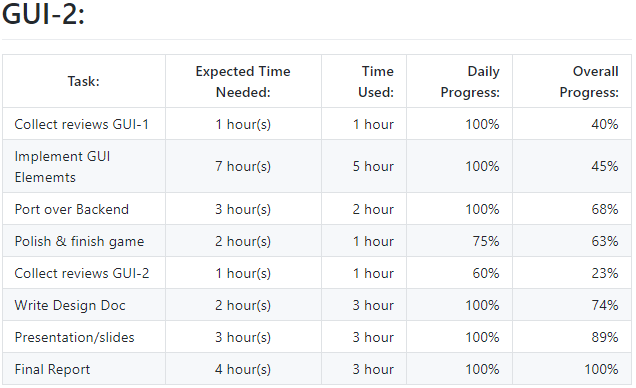 GUI-2:
Task: Expected Time Needed: Time Used: Daily Progress: Overall Progress:
Collect reviews GUI-1 1 hour(s) 1 hour 100% 40%
Implement GUI Elememts 7 hour(s) 5 hour 100% 45%
Port over Backend 3 hour(s) 2 hour 100% 68%
Polish & finish game 2 hour(s) 1 hour 75% 63%
Collect reviews GUI-2 1 hour(s) 1 hour 60% 23%
Write Design Doc 2 hour(s) 3 hour 100% 74%
Presentation/slides 3 hour(s) 3 hour 100% 89%
Final Report 4 hour(s) 3 hour 100% 100%